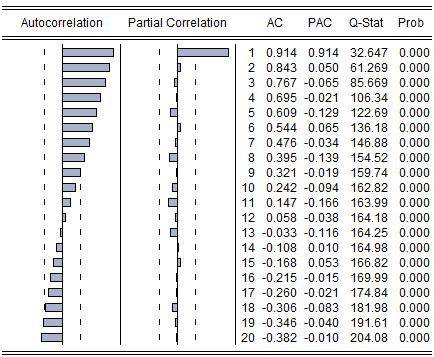 Autocorrelation Partial Correlation AC PAC Q-Stat Prob
1 0.914 0.914 32.647 0.000
2 0.843 0.050 61.269 0.000
3 0.767 -0.065 85.669 0.000
4 0.695 -0.021 106.34 0.000
5 0.609 -0.129 122.69 0.000
6 0.544 0.065 136.18 0.000
7 0.476 -0.034 146.88 0.000
8 0.395 -0.139 154.52 0.000
9 0.321 -0.019 159.74 0.000
10 0.242 -0.094 162.82 0.000
11 0.147 -0.166 163.99 0.000
12 0.058 -0.038 164.18 0.000
13 -0.033 -0.116 164.25 0.000
14 -0.108 0.010 164.98 0.000
15 -0.168 0.053 166.82 0.000
16 -0.215 -0.015 169.99 0.000
17 -0.260 -0.021 174.84 0.000
18 -0.306 -0.083 181.98 0.000
19 -0.346 -0.040 191.61 0.000
20 -0.382 -0.010 204.08 0.000